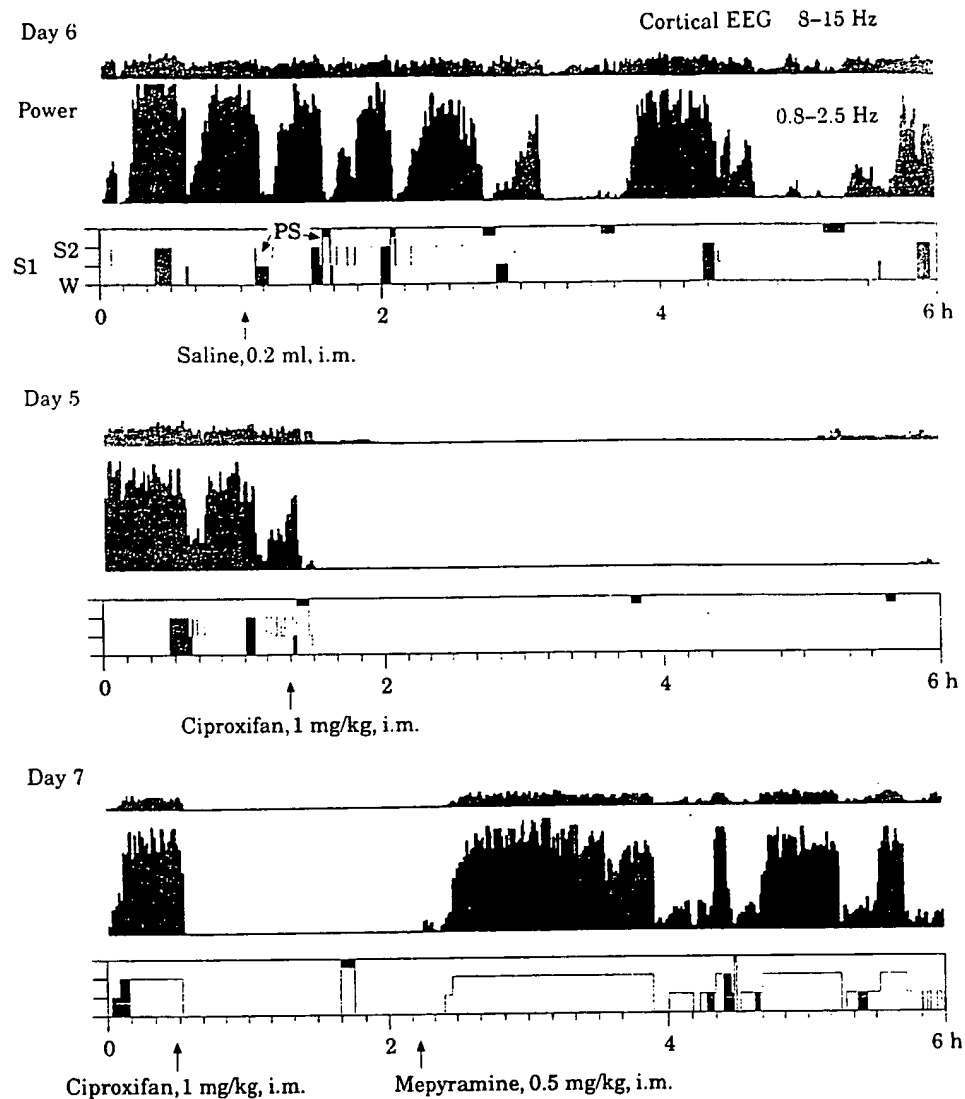 Day 6
Cortical EEG 8–15 Hz
Power
0.8–2.5 Hz
PS
S2
S1
W
0 2 4 6 h
Saline, 0.2 ml, i.m.
Day 5
0 2 4 6 h
Ciproxifan, 1 mg/kg, i.m.
Day 7
0 2 4 6 h
Ciproxifan, 1 mg/kg, i.m. Mepyramine, 0.5 mg/kg, i.m.